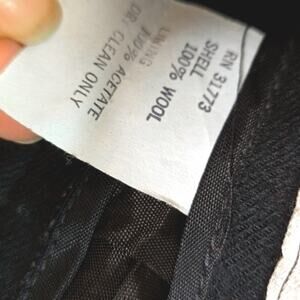 RN 31773
SHELL
100% WOOL
LINING
100% ACETATE
DRY CLEAN ONLY